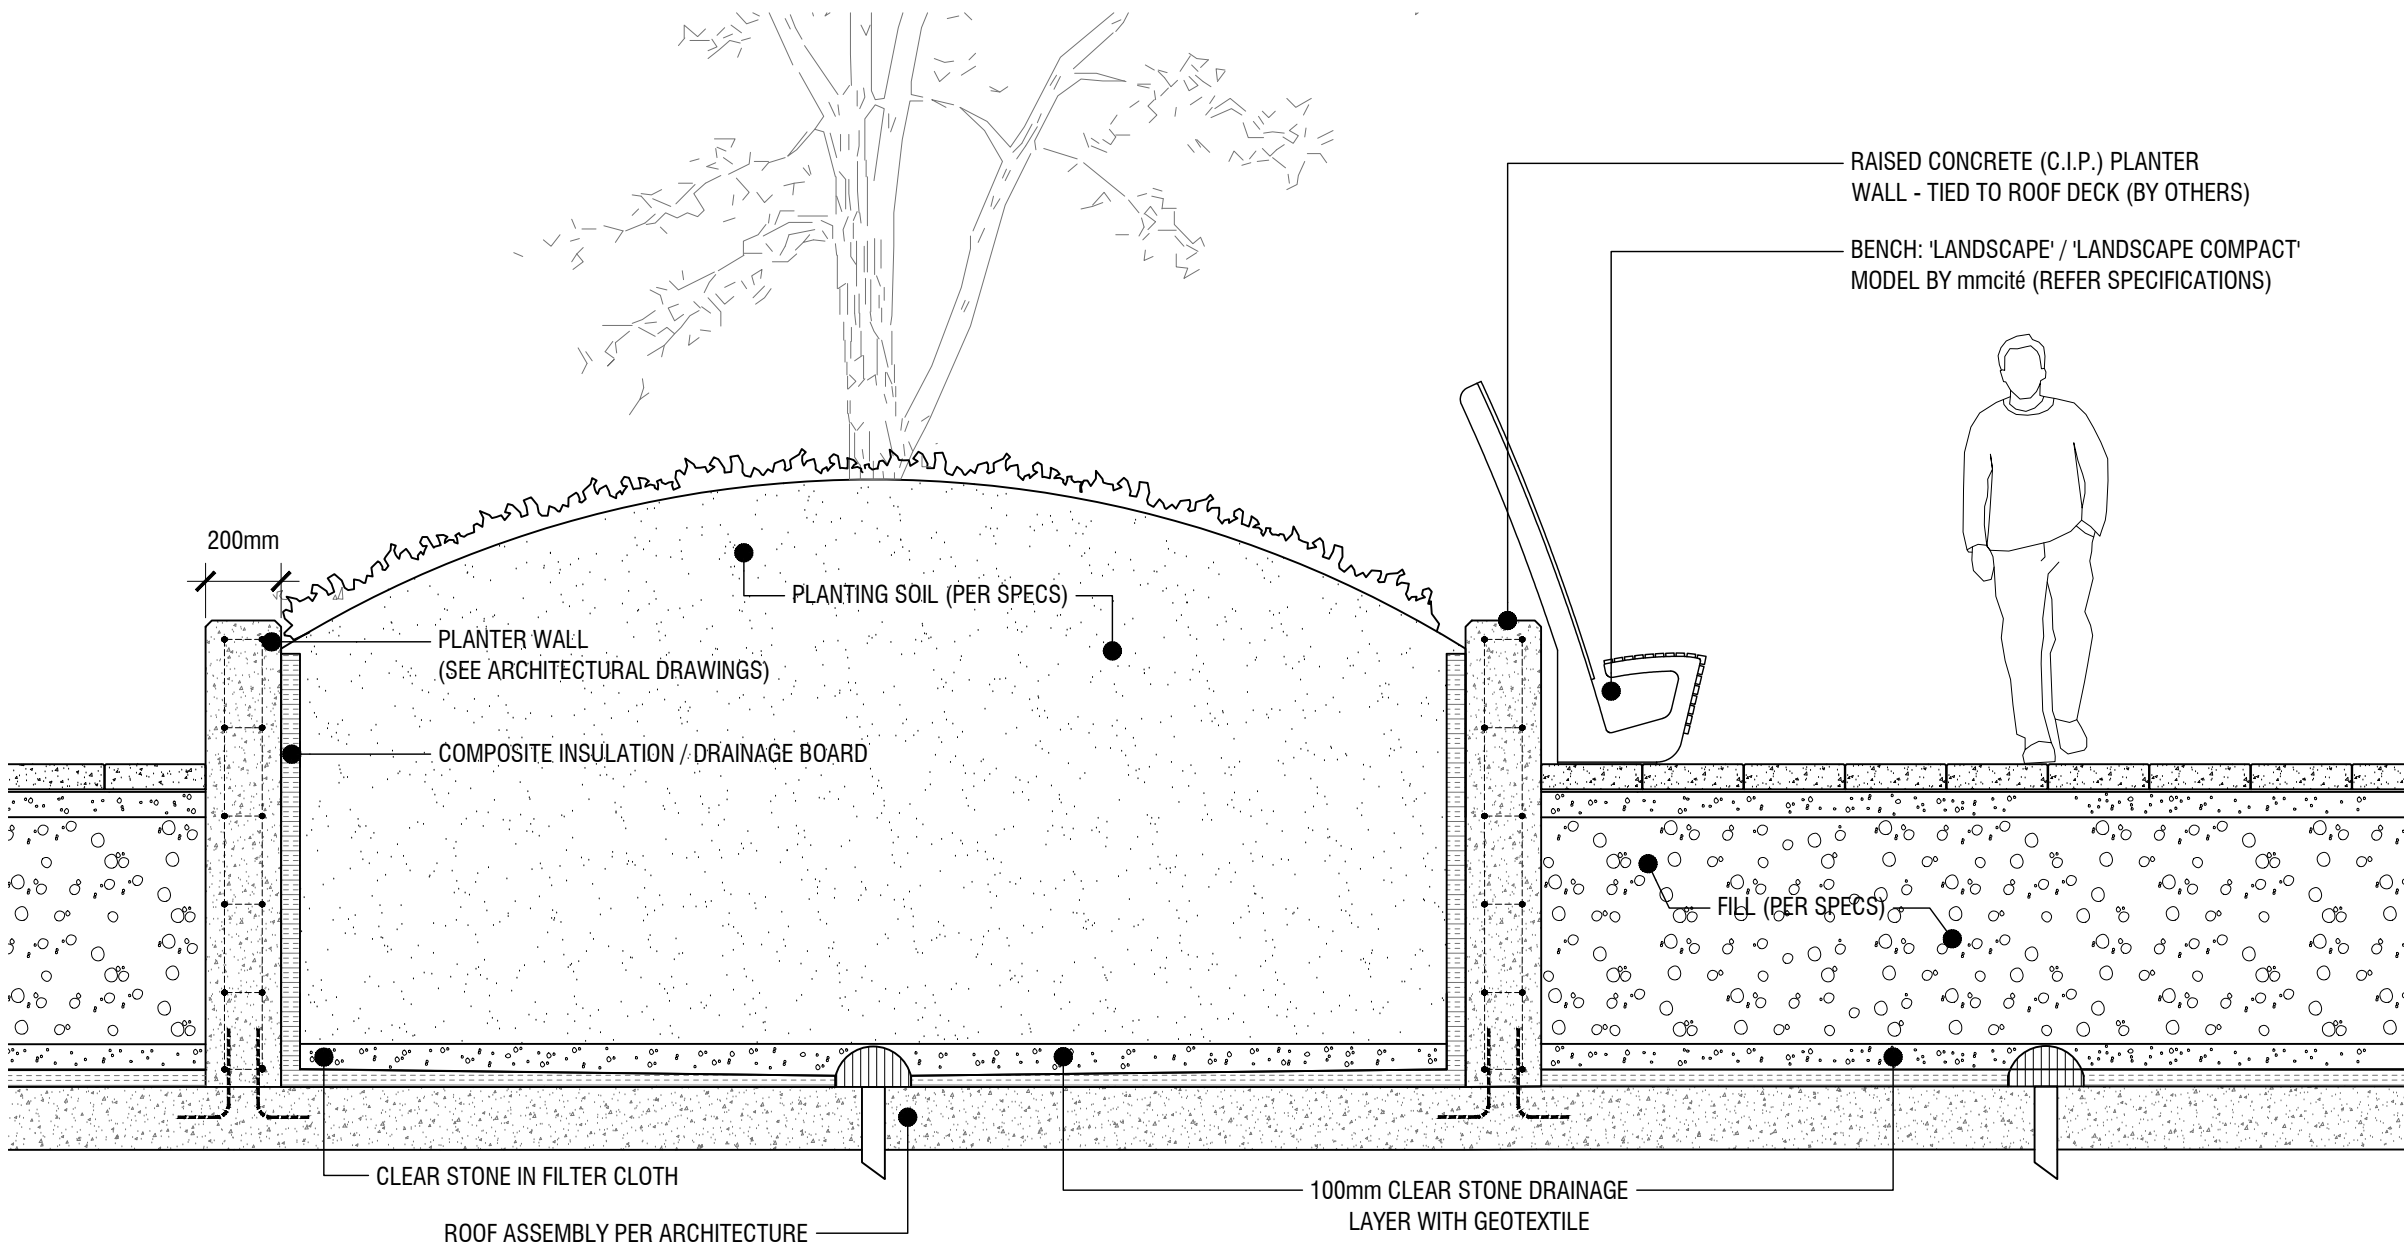 RAISED CONCRETE (C.I.P.) PLANTER
WALL - TIED TO ROOF DECK (BY OTHERS)
BENCH: 'LANDSCAPE' / 'LANDSCAPE COMPACT'
MODEL BY mmcité (REFER SPECIFICATIONS)
200mm
PLANTING SOIL (PER SPECS)
PLANTER WALL
(SEE ARCHITECTURAL DRAWINGS)
COMPOSITE INSULATION / DRAINAGE BOARD
FILL (PER SPECS)
CLEAR STONE IN FILTER CLOTH
100mm CLEAR STONE DRAINAGE
LAYER WITH GEOTEXTILE
ROOF ASSEMBLY PER ARCHITECTURE